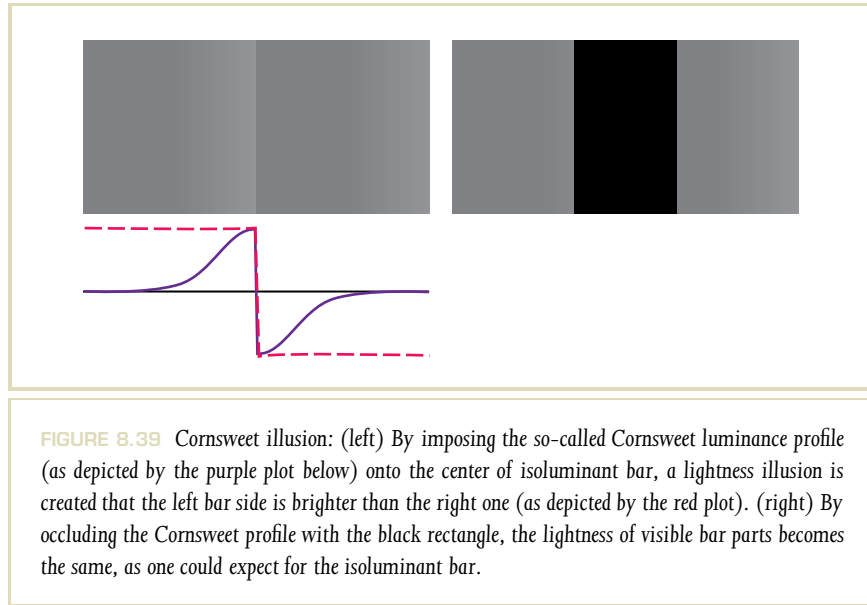 FIGURE 8.39 Cornsweet illusion: (left) By imposing the so-called Cornsweet luminance profile
(as depicted by the purple plot below) onto the center of isoluminant bar, a lightness illusion is
created that the left bar side is brighter than the right one (as depicted by the red plot). (right) By
occluding the Cornsweet profile with the black rectangle, the lightness of visible bar parts becomes
the same, as one could expect for the isoluminant bar.